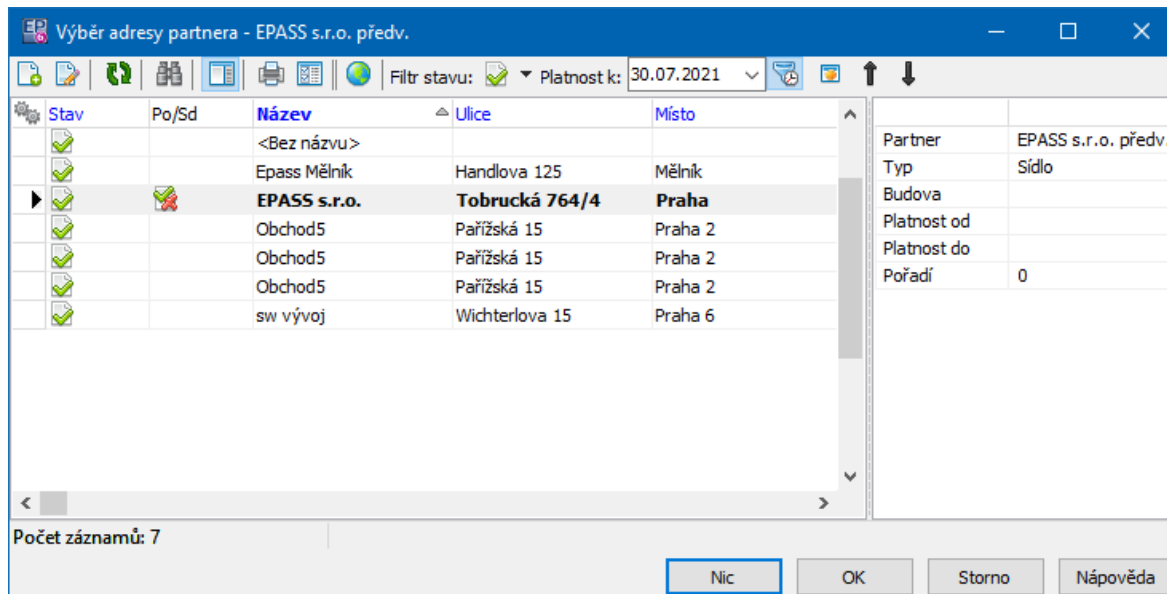 Výběr adresy partnera - EPASS s.r.o. předv.
Filtr stavu: Platnost k: 30.07.2021
Stav Po/Sd Název Ulice Místo
<Bez názvu>
Epass Mělník Handlova 125 Mělník
EPASS s.r.o. Tobrucká 764/4 Praha
Obchod5 Pařížská 15 Praha 2
Obchod5 Pařížská 15 Praha 2
Obchod5 Pařížská 15 Praha 2
sw vývoj Wichterlova 15 Praha 6
Partner EPASS s.r.o. předv.
Typ Sídlo
Budova
Platnost od
Platnost do
Pořadí 0
Počet záznamů: 7
Nic OK Storno Nápověda